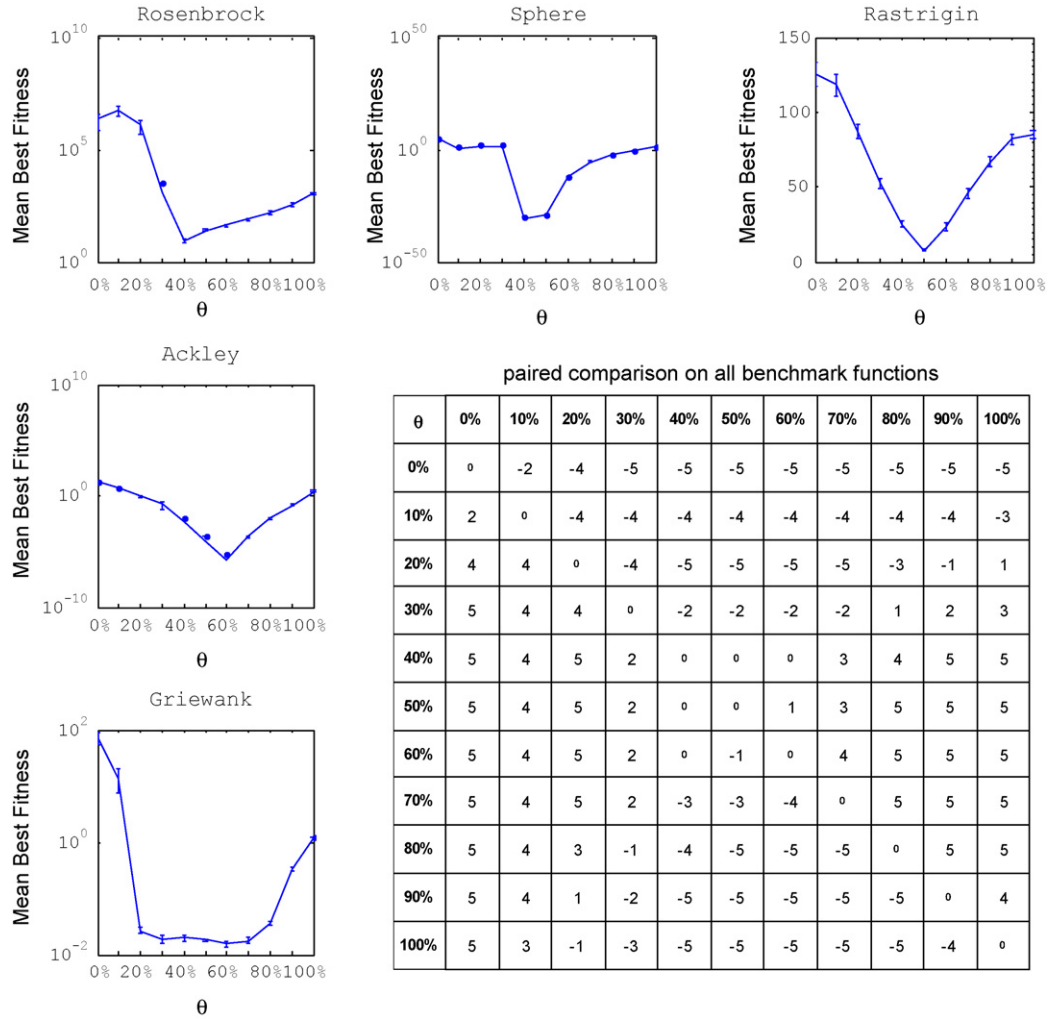 Rosenbrock
Mean Best Fitness
10^10
10^5
10^0
0% 20% 40% 60% 80%100%
θ
Sphere
Mean Best Fitness
10^50
10^0
10^-50
0% 20% 40% 60% 80%100%
θ
Rastrigin
Mean Best Fitness
150
100
50
0
0% 20% 40% 60% 80%100%
θ
Ackley
Mean Best Fitness
10^10
10^0
10^-10
0% 20% 40% 60% 80%100%
θ
Griewank
Mean Best Fitness
10^2
10^0
10^-2
0% 20% 40% 60% 80%100%
θ
paired comparison on all benchmark functions
θ 0% 10% 20% 30% 40% 50% 60% 70% 80% 90% 100%
0% 0 -2 -4 -5 -5 -5 -5 -5 -5 -5 -5
10% 2 0 -4 -4 -4 -4 -4 -4 -4 -4 -3
20% 4 4 0 -4 -5 -5 -5 -5 -3 -1 1
30% 5 4 4 0 -2 -2 -2 -2 1 2 3
40% 5 4 5 2 0 0 0 3 4 5 5
50% 5 4 5 2 0 0 1 3 5 5 5
60% 5 4 5 2 0 -1 0 4 5 5 5
70% 5 4 5 2 -3 -3 -4 0 5 5 5
80% 5 4 3 -1 -4 -5 -5 -5 0 5 5
90% 5 4 1 -2 -5 -5 -5 -5 -5 0 4
100% 5 3 -1 -3 -5 -5 -5 -5 -5 -4 0